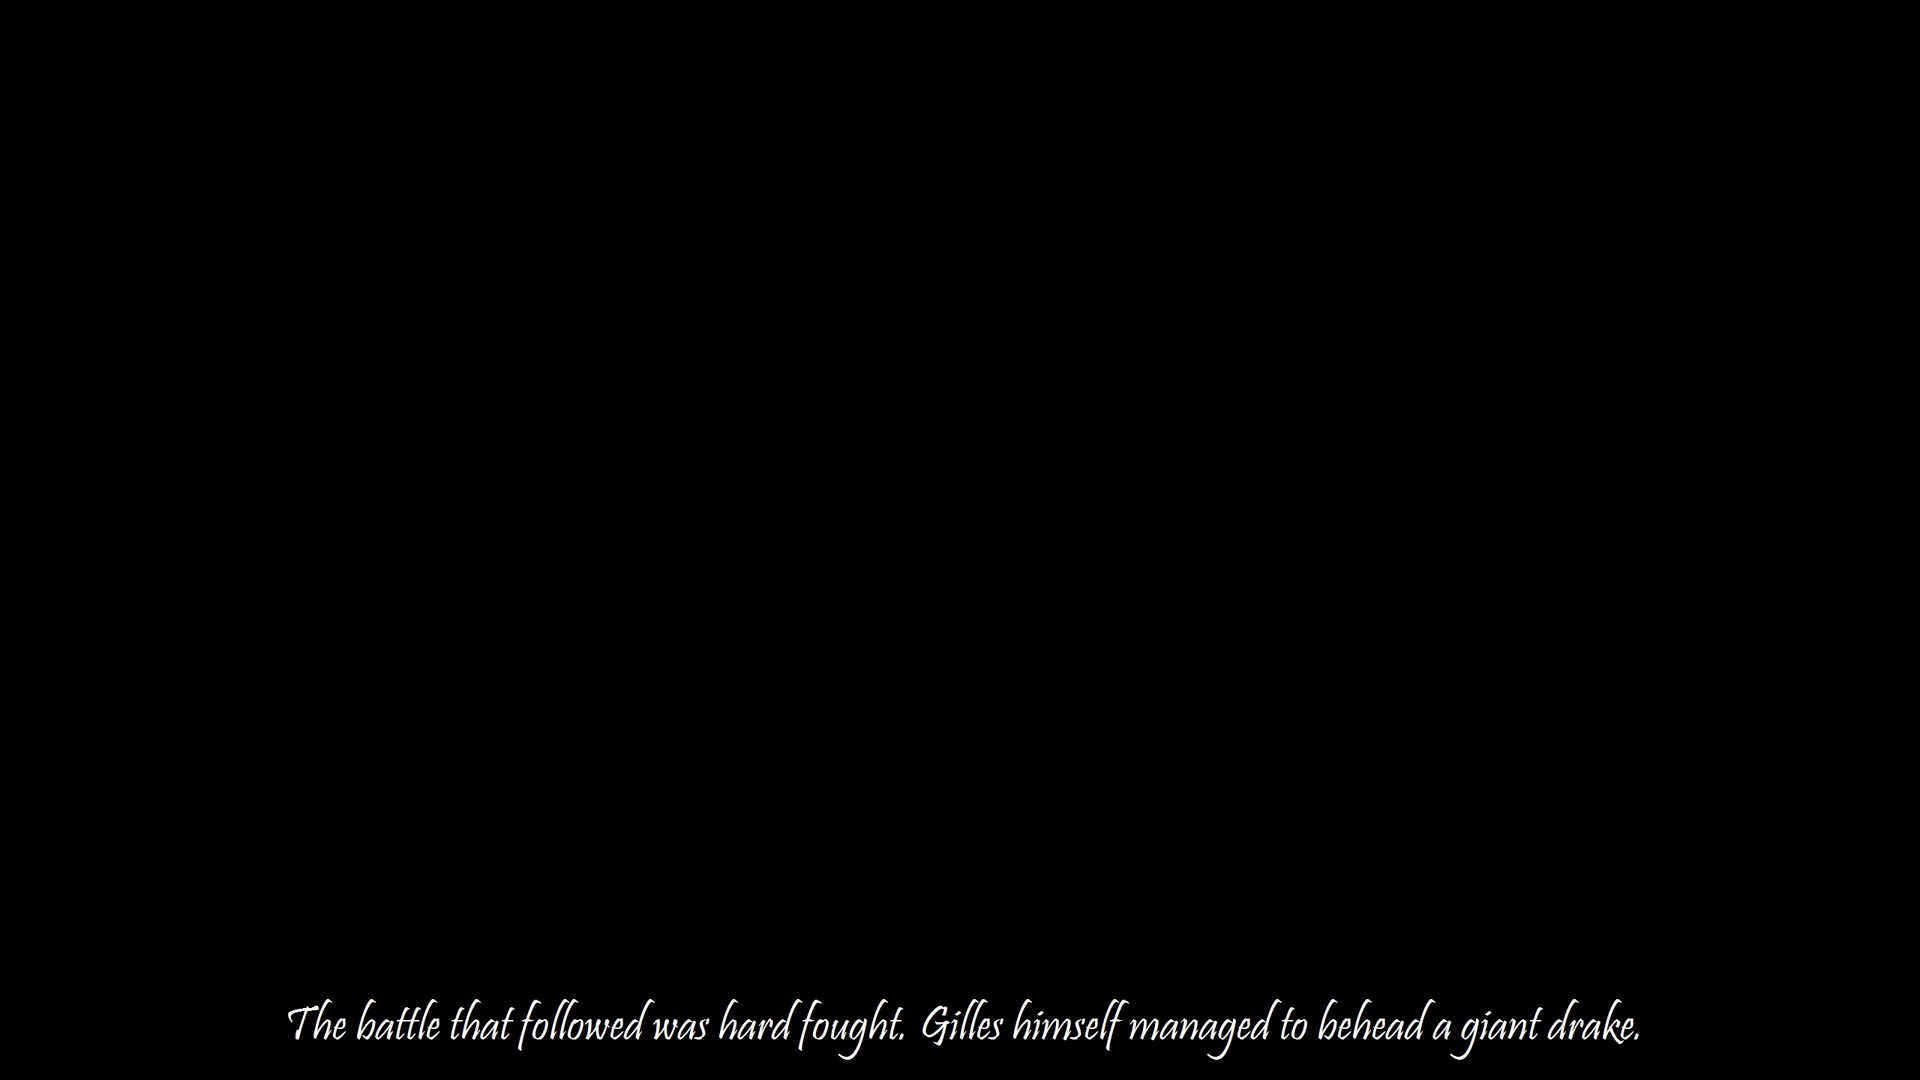 The battle that followed was hard fought. Gilles himself managed to behead a giant drake.